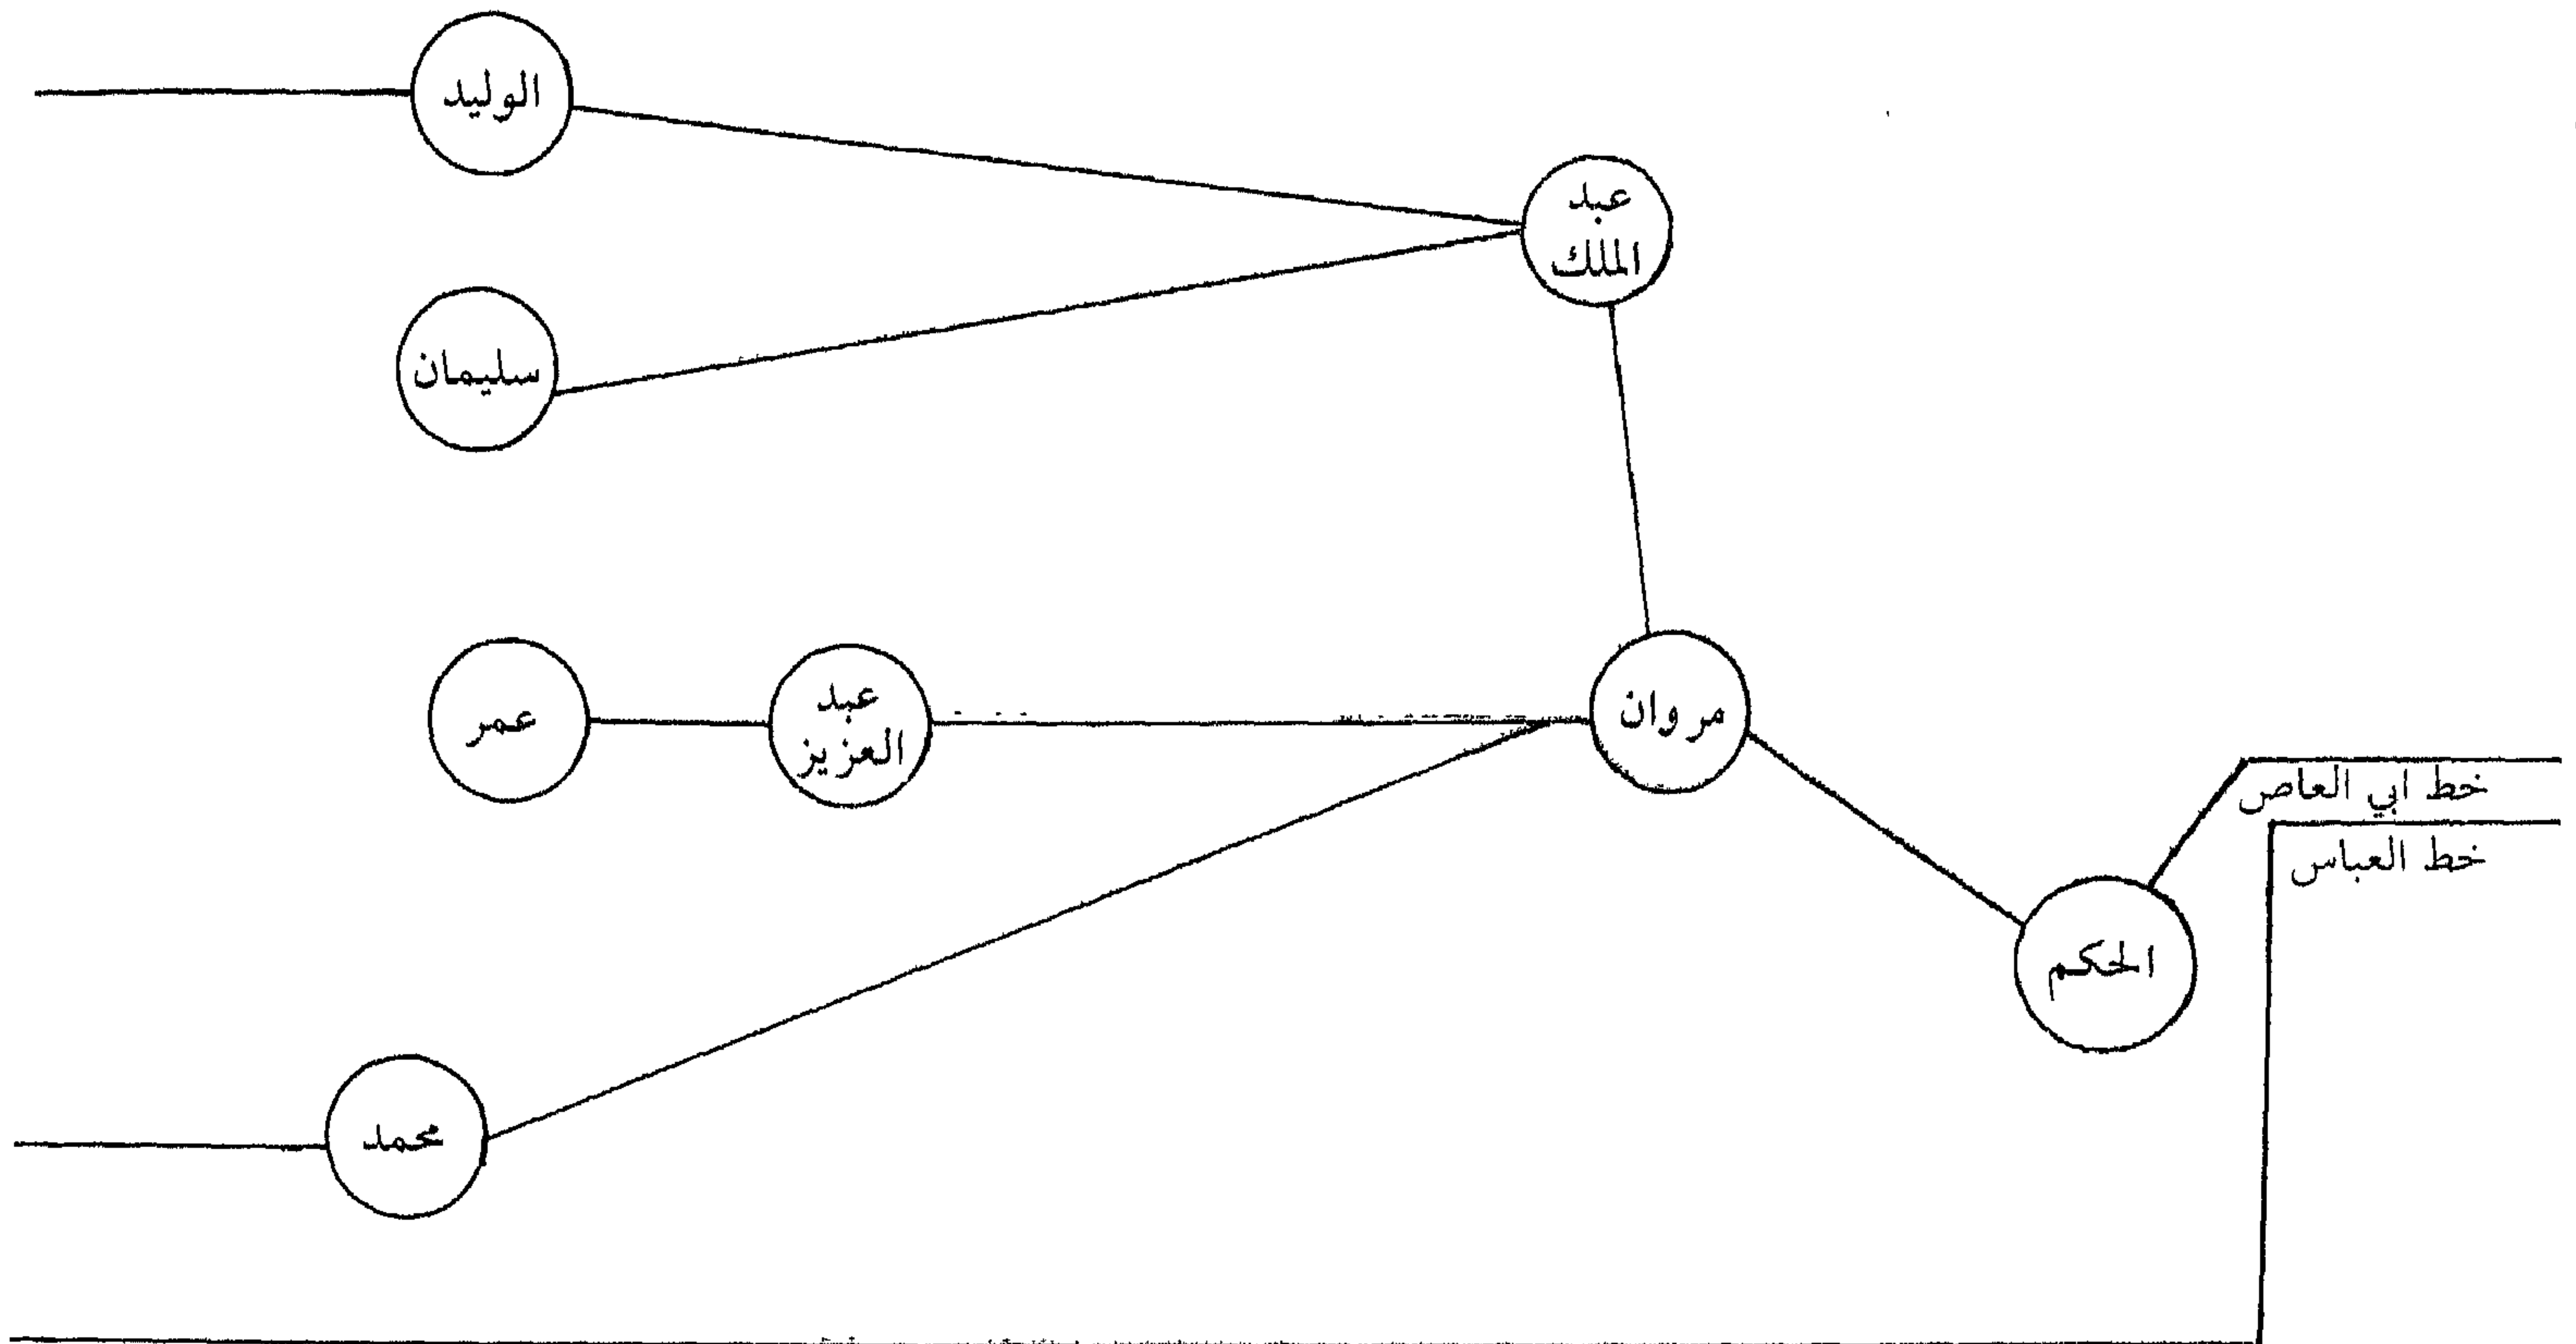 الوليد
عبد
الملك
سليمان
مروان
عبد
العزيز
عمر
خط ابي العاص
خط العباس
الحكم
محمد